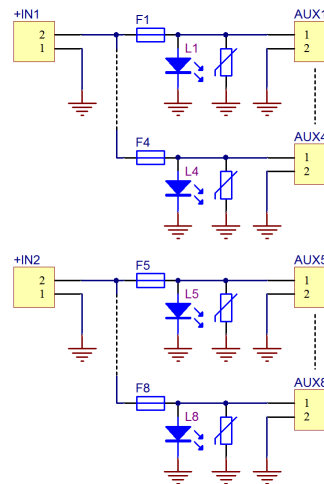 +IN1 F1 AUX1
2 L1 1
1 2
F4 AUX4
L4 1
2
+IN2 F5 AUX5
2 L5 1
1 2
F8 AUX8
L8 1
2